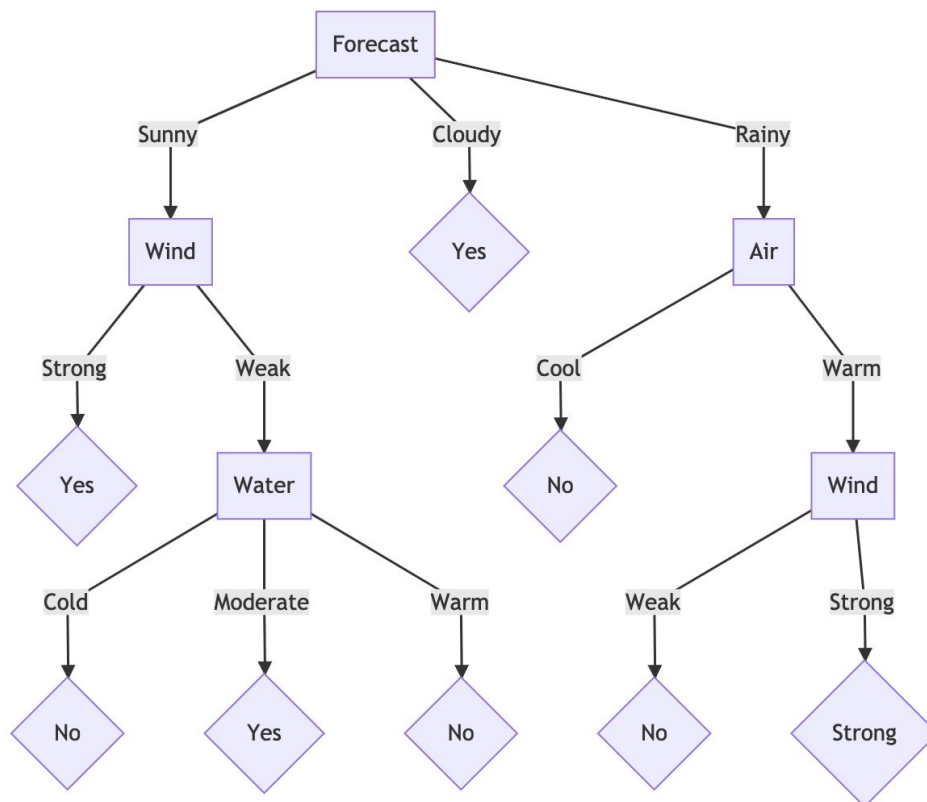 Forecast
Sunny
Cloudy
Rainy
Wind
Yes
Air
Strong
Weak
Cool
Warm
Yes
Water
No
Wind
Cold
Moderate
Warm
Weak
Strong
No
Yes
No
No
Strong